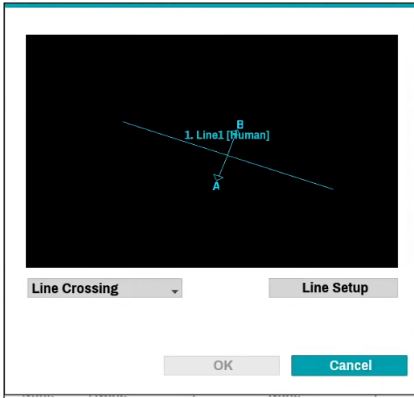 B
1. Line1 [Human]
A
Line Crossing
Line Setup
OK
Cancel